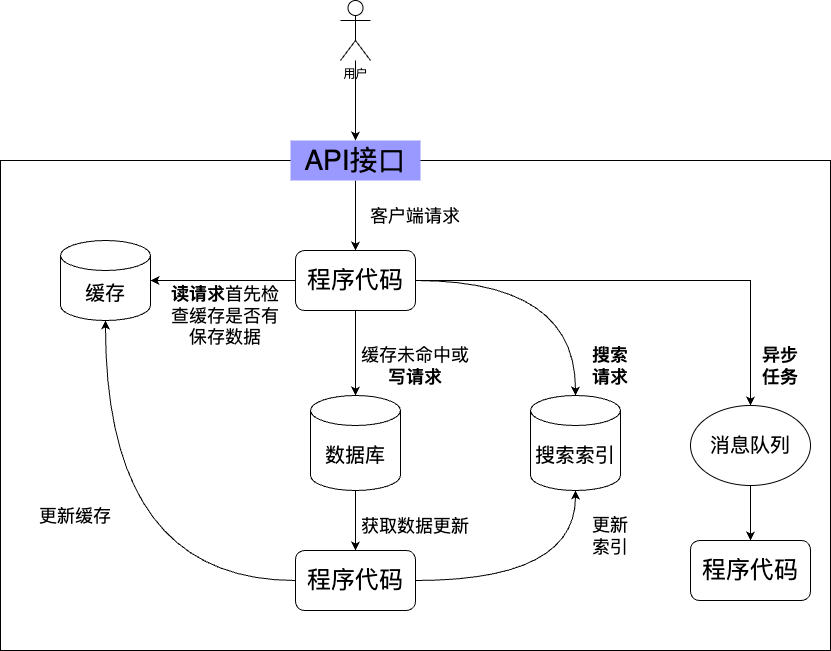 用户
API接口
客户端请求
程序代码
缓存
读请求首先检
查缓存是否有
保存数据
缓存未命中或
写请求
搜索
请求
异步
任务
数据库
搜索索引
消息队列
更新缓存
获取数据更新
更新
索引
程序代码
程序代码